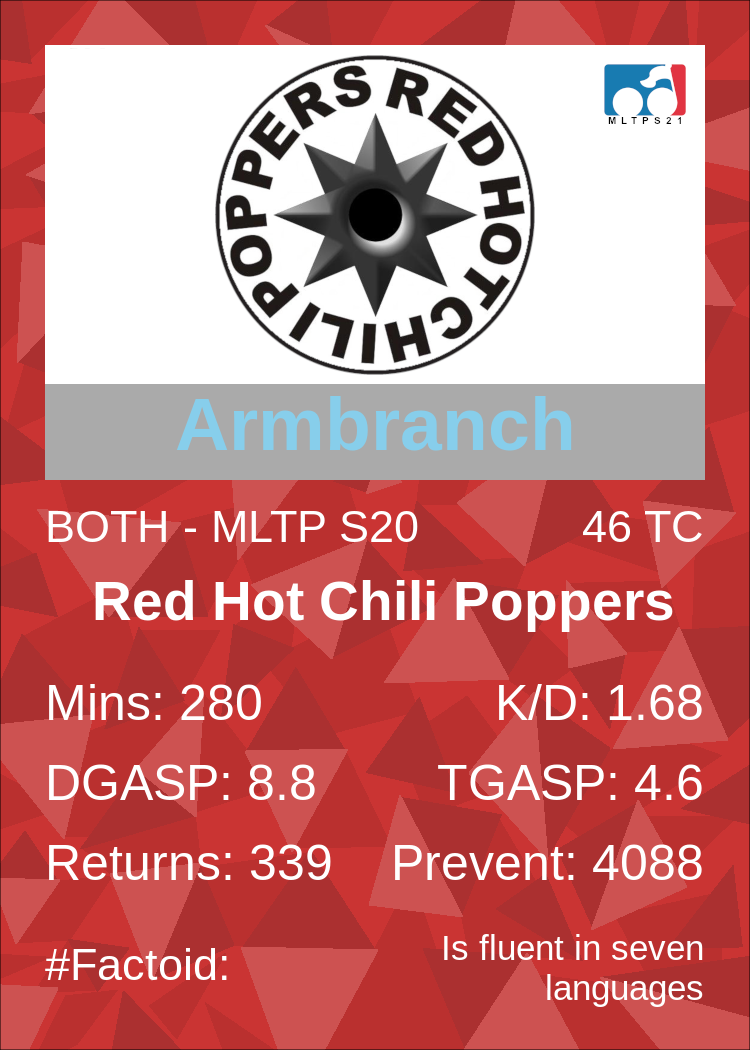 RED HOT CHILI POPPERS
MLTPS21
Armbranch
BOTH - MLTP S20 46 TC
Red Hot Chili Poppers
Mins: 280 K/D: 1.68
DGASP: 8.8 TGASP: 4.6
Returns: 339 Prevent: 4088
#Factoid: Is fluent in seven
languages